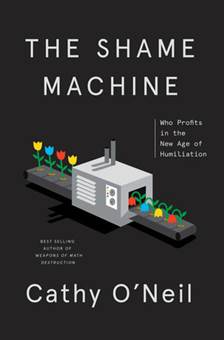 THE SHAME
MACHINE
Who Profits
in the
New Age of
Humiliation
BEST SELLING
AUTHOR OF
WEAPONS OF MATH
DESTRUCTION
Cathy O'Neil